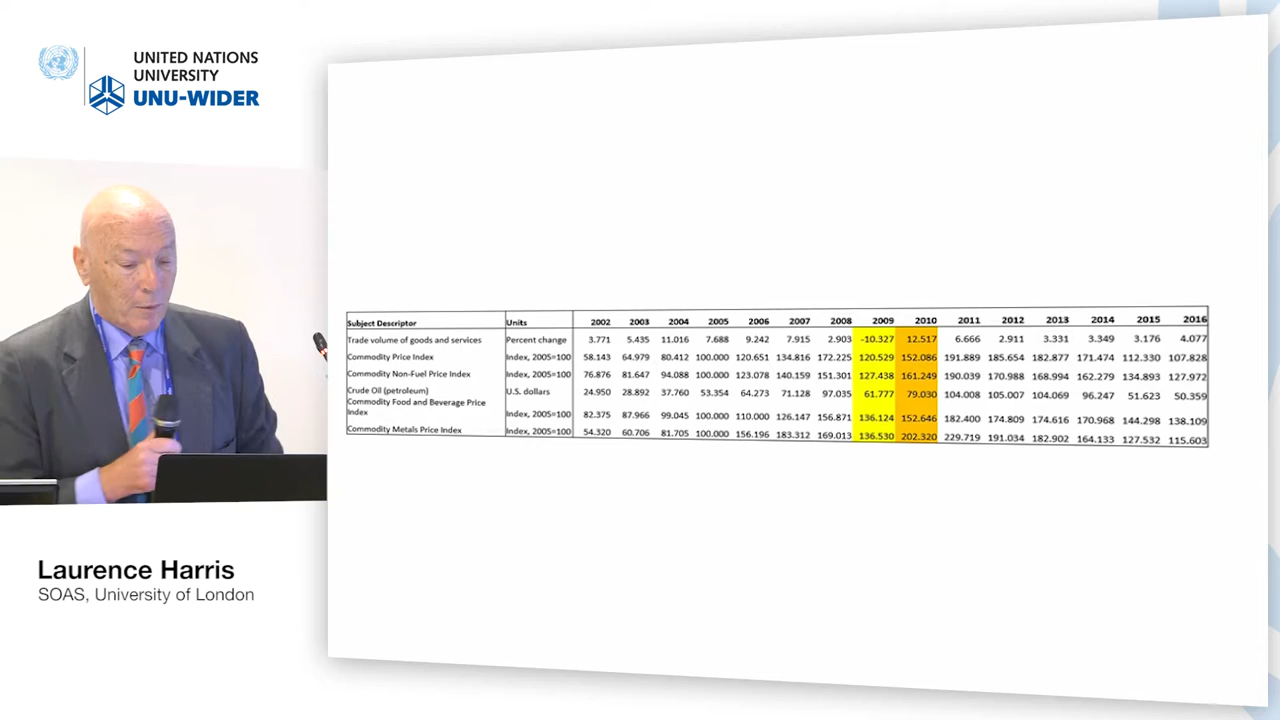 UNITED NATIONS
UNIVERSITY
UNU-WIDER
Subject Descriptor Units 2002 2003 2004 2005 2006 2007 2008 2009 2010 2011 2012 2013 2014 2015 2016
Trade volume of goods and services Percent change 3.771 5.435 11.016 7.688 9.242 7.915 2.903 -10.327 12.517 6.666 2.911 3.331 3.349 3.176 4.077
Commodity Price Index Index, 2005=100 58.143 64.979 80.412 100.000 120.651 134.816 172.225 120.529 152.086 191.889 185.654 182.877 171.474 112.330 107.828
Commodity Non-Fuel Price Index Index, 2005=100 76.876 81.647 94.088 100.000 123.078 140.159 151.301 127.438 161.249 190.039 170.988 168.994 162.279 134.893 127.972
Crude Oil (petroleum) U.S. dollars 24.950 28.892 37.760 53.354 64.273 71.128 97.035 61.777 79.030 104.008 105.007 104.069 96.247 51.623 50.359
Commodity Food and Beverage Price
Index Index, 2005=100 82.375 87.966 99.045 100.000 110.000 126.147 156.871 136.124 152.646 182.400 174.809 174.616 170.968 144.298 138.109
Commodity Metals Price Index Index, 2005=100 54.320 60.706 81.705 100.000 156.196 183.312 169.013 136.530 202.320 229.719 191.034 182.902 164.133 127.532 115.603
Laurence Harris
SOAS, University of London